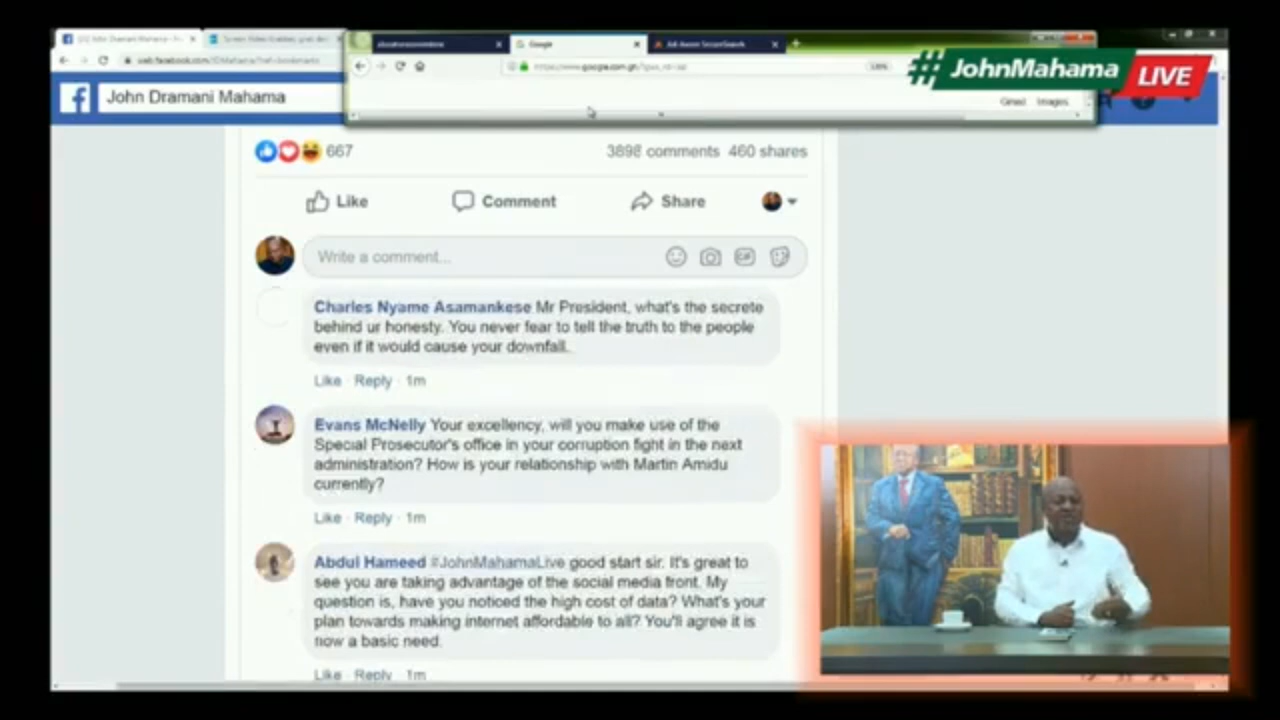 Google
#JohnMahama LIVE
John Dramani Mahama
Gmail Images
667
3898 comments 460 shares
Like Comment Share
Write a comment...
GIF
Charles Nyame Asamankese Mr President, what's the secrete
behind ur honesty. You never fear to tell the truth to the people
even if it would cause your downfall.
Like · Reply · 1m
Evans McNelly Your excellency, will you make use of the
Special Prosecutor's office in your corruption fight in the next
administration? How is your relationship with Martin Amidu
currently?
Like · Reply · 1m
Abdul Hameed #JohnMahamaLive good start sir. It's great to
see you are taking advantage of the social media front. My
question is, have you noticed the high cost of data? What's your
plan towards making internet affordable to all? You'll agree it is
now a basic need.
Like · Reply · 1m